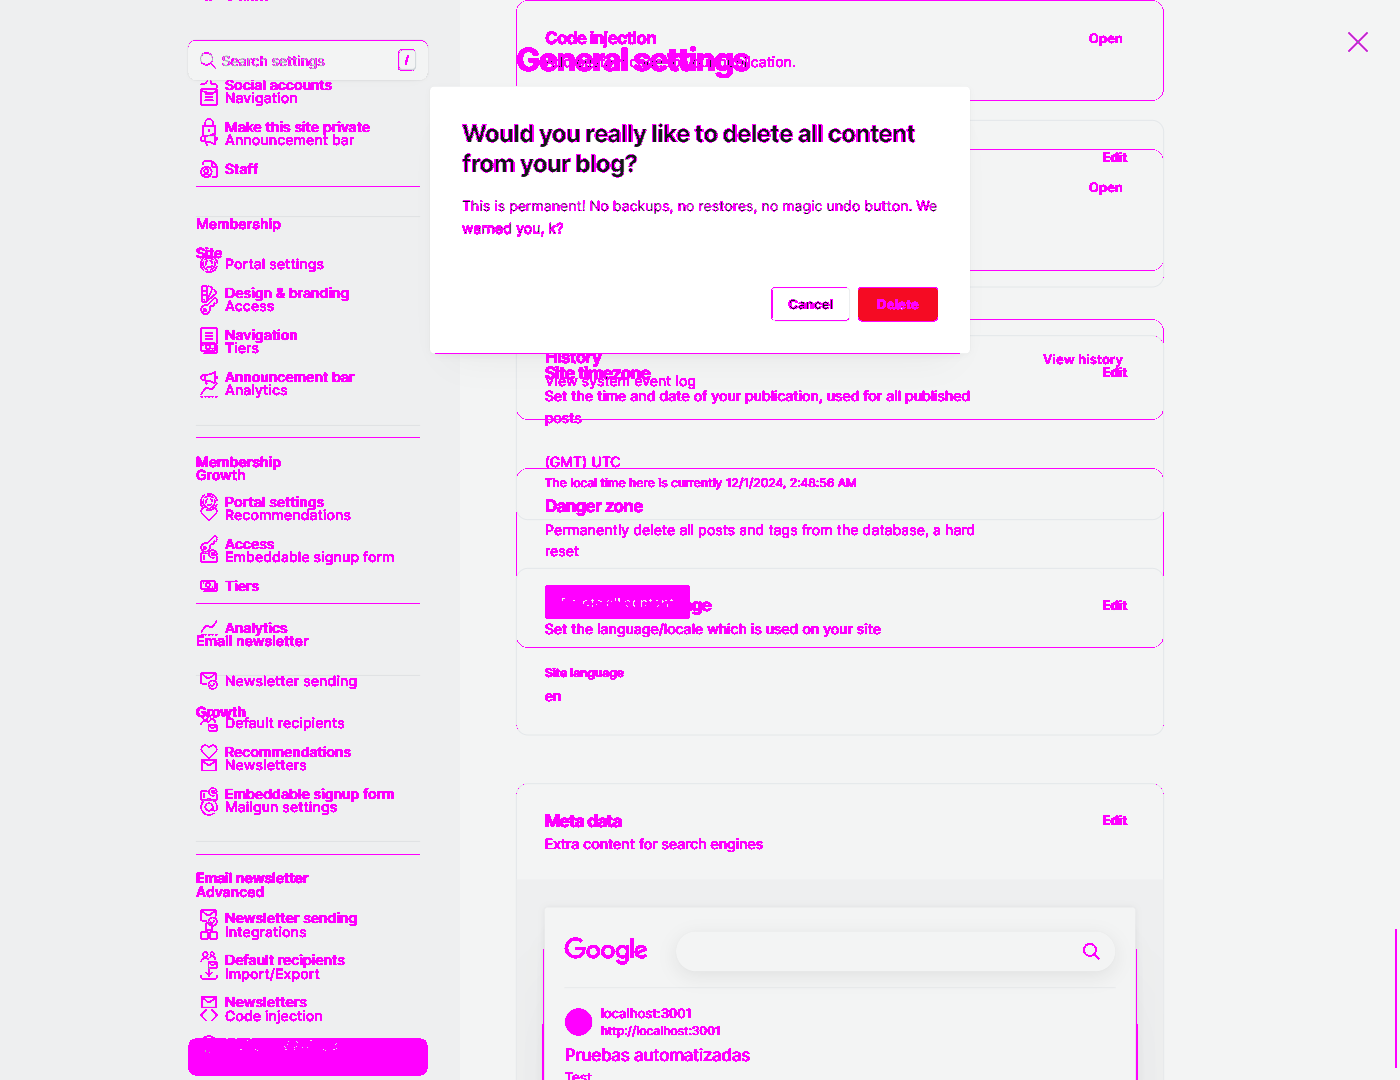 Search settings
/
Social accounts
Navigation
Make this site private
Announcement bar
Staff
Membership
Site
Portal settings
Design & branding
Access
Navigation
Tiers
Announcement bar
Analytics
Membership
Growth
Portal settings
Recommendations
Access
Embeddable signup form
Tiers
Analytics
Email newsletter
Newsletter sending
Growth
Default recipients
Recommendations
Newsletters
Embeddable signup form
Mailgun settings
Email newsletter
Advanced
Newsletter sending
Integrations
Default recipients
Import/Export
Newsletters
Code injection
Code injection
Open
General settings
Edit
Open
Would you really like to delete all content
from your blog?
This is permanent! No backups, no restores, no magic undo button. We
warned you, k?
Cancel
Delete
History
View history
Site timezone
Edit
View system event log
Set the time and date of your publication, used for all published
posts
(GMT) UTC
The local time here is currently 12/1/2024, 2:48:56 AM
Danger zone
Permanently delete all posts and tags from the database, a hard
reset
Edit
Set the language/locale which is used on your site
Site language
en
Meta data
Edit
Extra content for search engines
Google
localhost:3001
http://localhost:3001
Pruebas automatizadas
Test